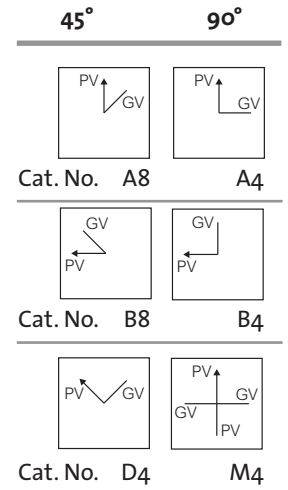 45° 90°
PV GV PV GV
Cat. No. A8 A4
GV PV GV PV
Cat. No. B8 B4
PV GV PV GV GV PV
Cat. No. D4 M4